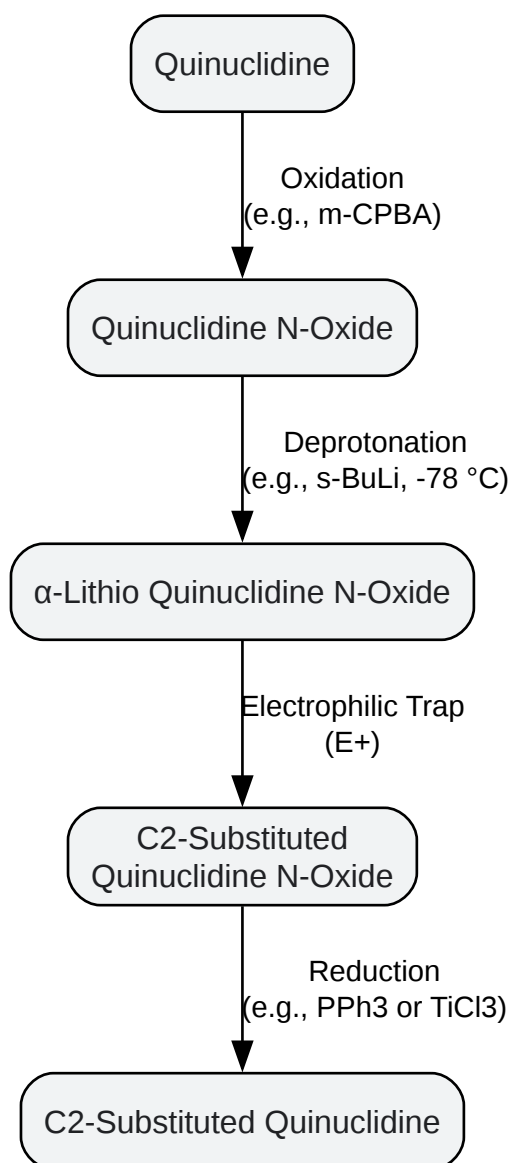 Quinuclidine
Oxidation
(e.g., m-CPBA)
Quinuclidine N-Oxide
Deprotonation
(e.g., s-BuLi, -78 °C)
α-Lithio Quinuclidine N-Oxide
Electrophilic Trap
(E+)
C2-Substituted
Quinuclidine N-Oxide
Reduction
(e.g., PPh3 or TiCl3)
C2-Substituted Quinuclidine